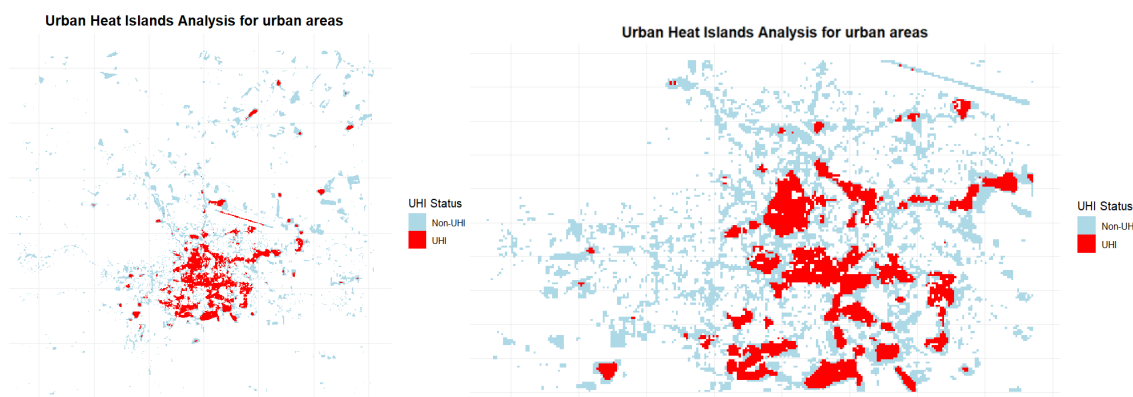 Urban Heat Islands Analysis for urban areas
UHI Status
Non-UHI
UHI
Urban Heat Islands Analysis for urban areas
UHI Status
Non-UH
UHI